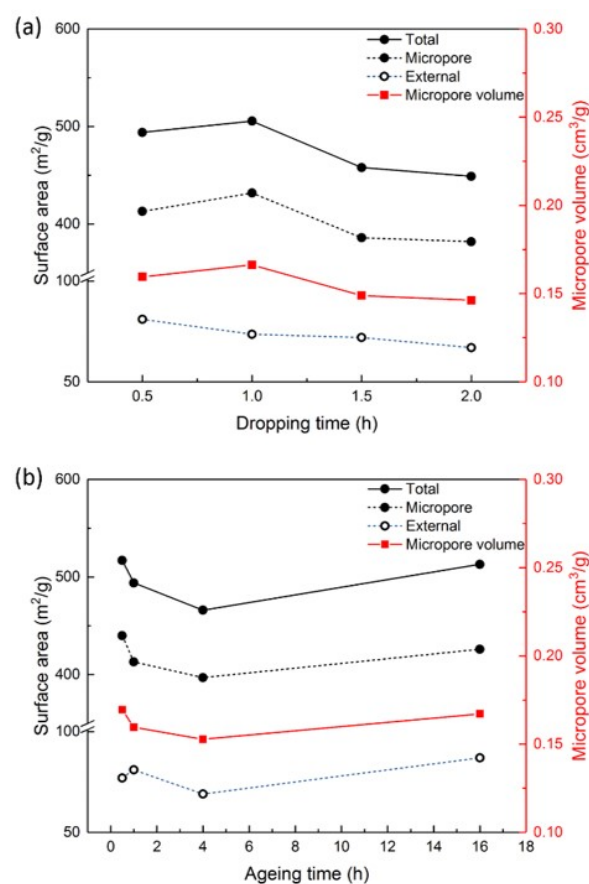 (a)
600
500
400
100
50
Surface area (m²/g)
0.5 1.0 1.5 2.0
Dropping time (h)
0.30
0.25
0.20
0.15
0.10
Micropore volume (cm³/g)
Total
Micropore
External
Micropore volume
(b)
600
500
400
100
50
Surface area (m²/g)
0 2 4 6 8 10 12 14 16 18
Ageing time (h)
0.30
0.25
0.20
0.15
0.10
Micropore volume (cm³/g)
Total
Micropore
External
Micropore volume